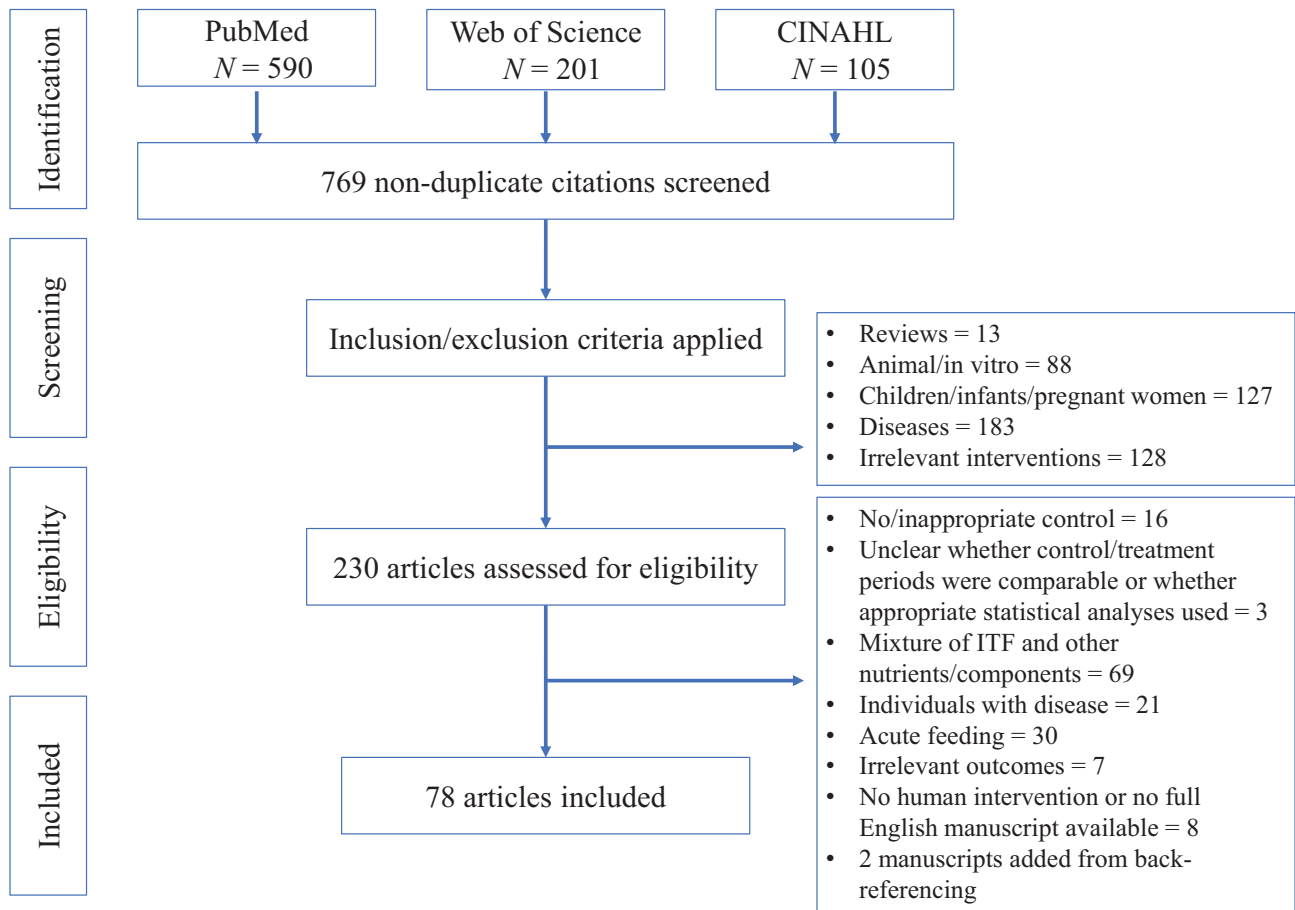 Identification
PubMed
N = 590
Web of Science
N = 201
CINAHL
N = 105
769 non-duplicate citations screened
Screening
Inclusion/exclusion criteria applied
• Reviews = 13
• Animal/in vitro = 88
• Children/infants/pregnant women = 127
• Diseases = 183
• Irrelevant interventions = 128
Eligibility
230 articles assessed for eligibility
• No/inappropriate control = 16
• Unclear whether control/treatment
periods were comparable or whether
appropriate statistical analyses used = 3
• Mixture of ITF and other
nutrients/components = 69
• Individuals with disease = 21
• Acute feeding = 30
• Irrelevant outcomes = 7
• No human intervention or no full
English manuscript available = 8
• 2 manuscripts added from back-
referencing
Included
78 articles included